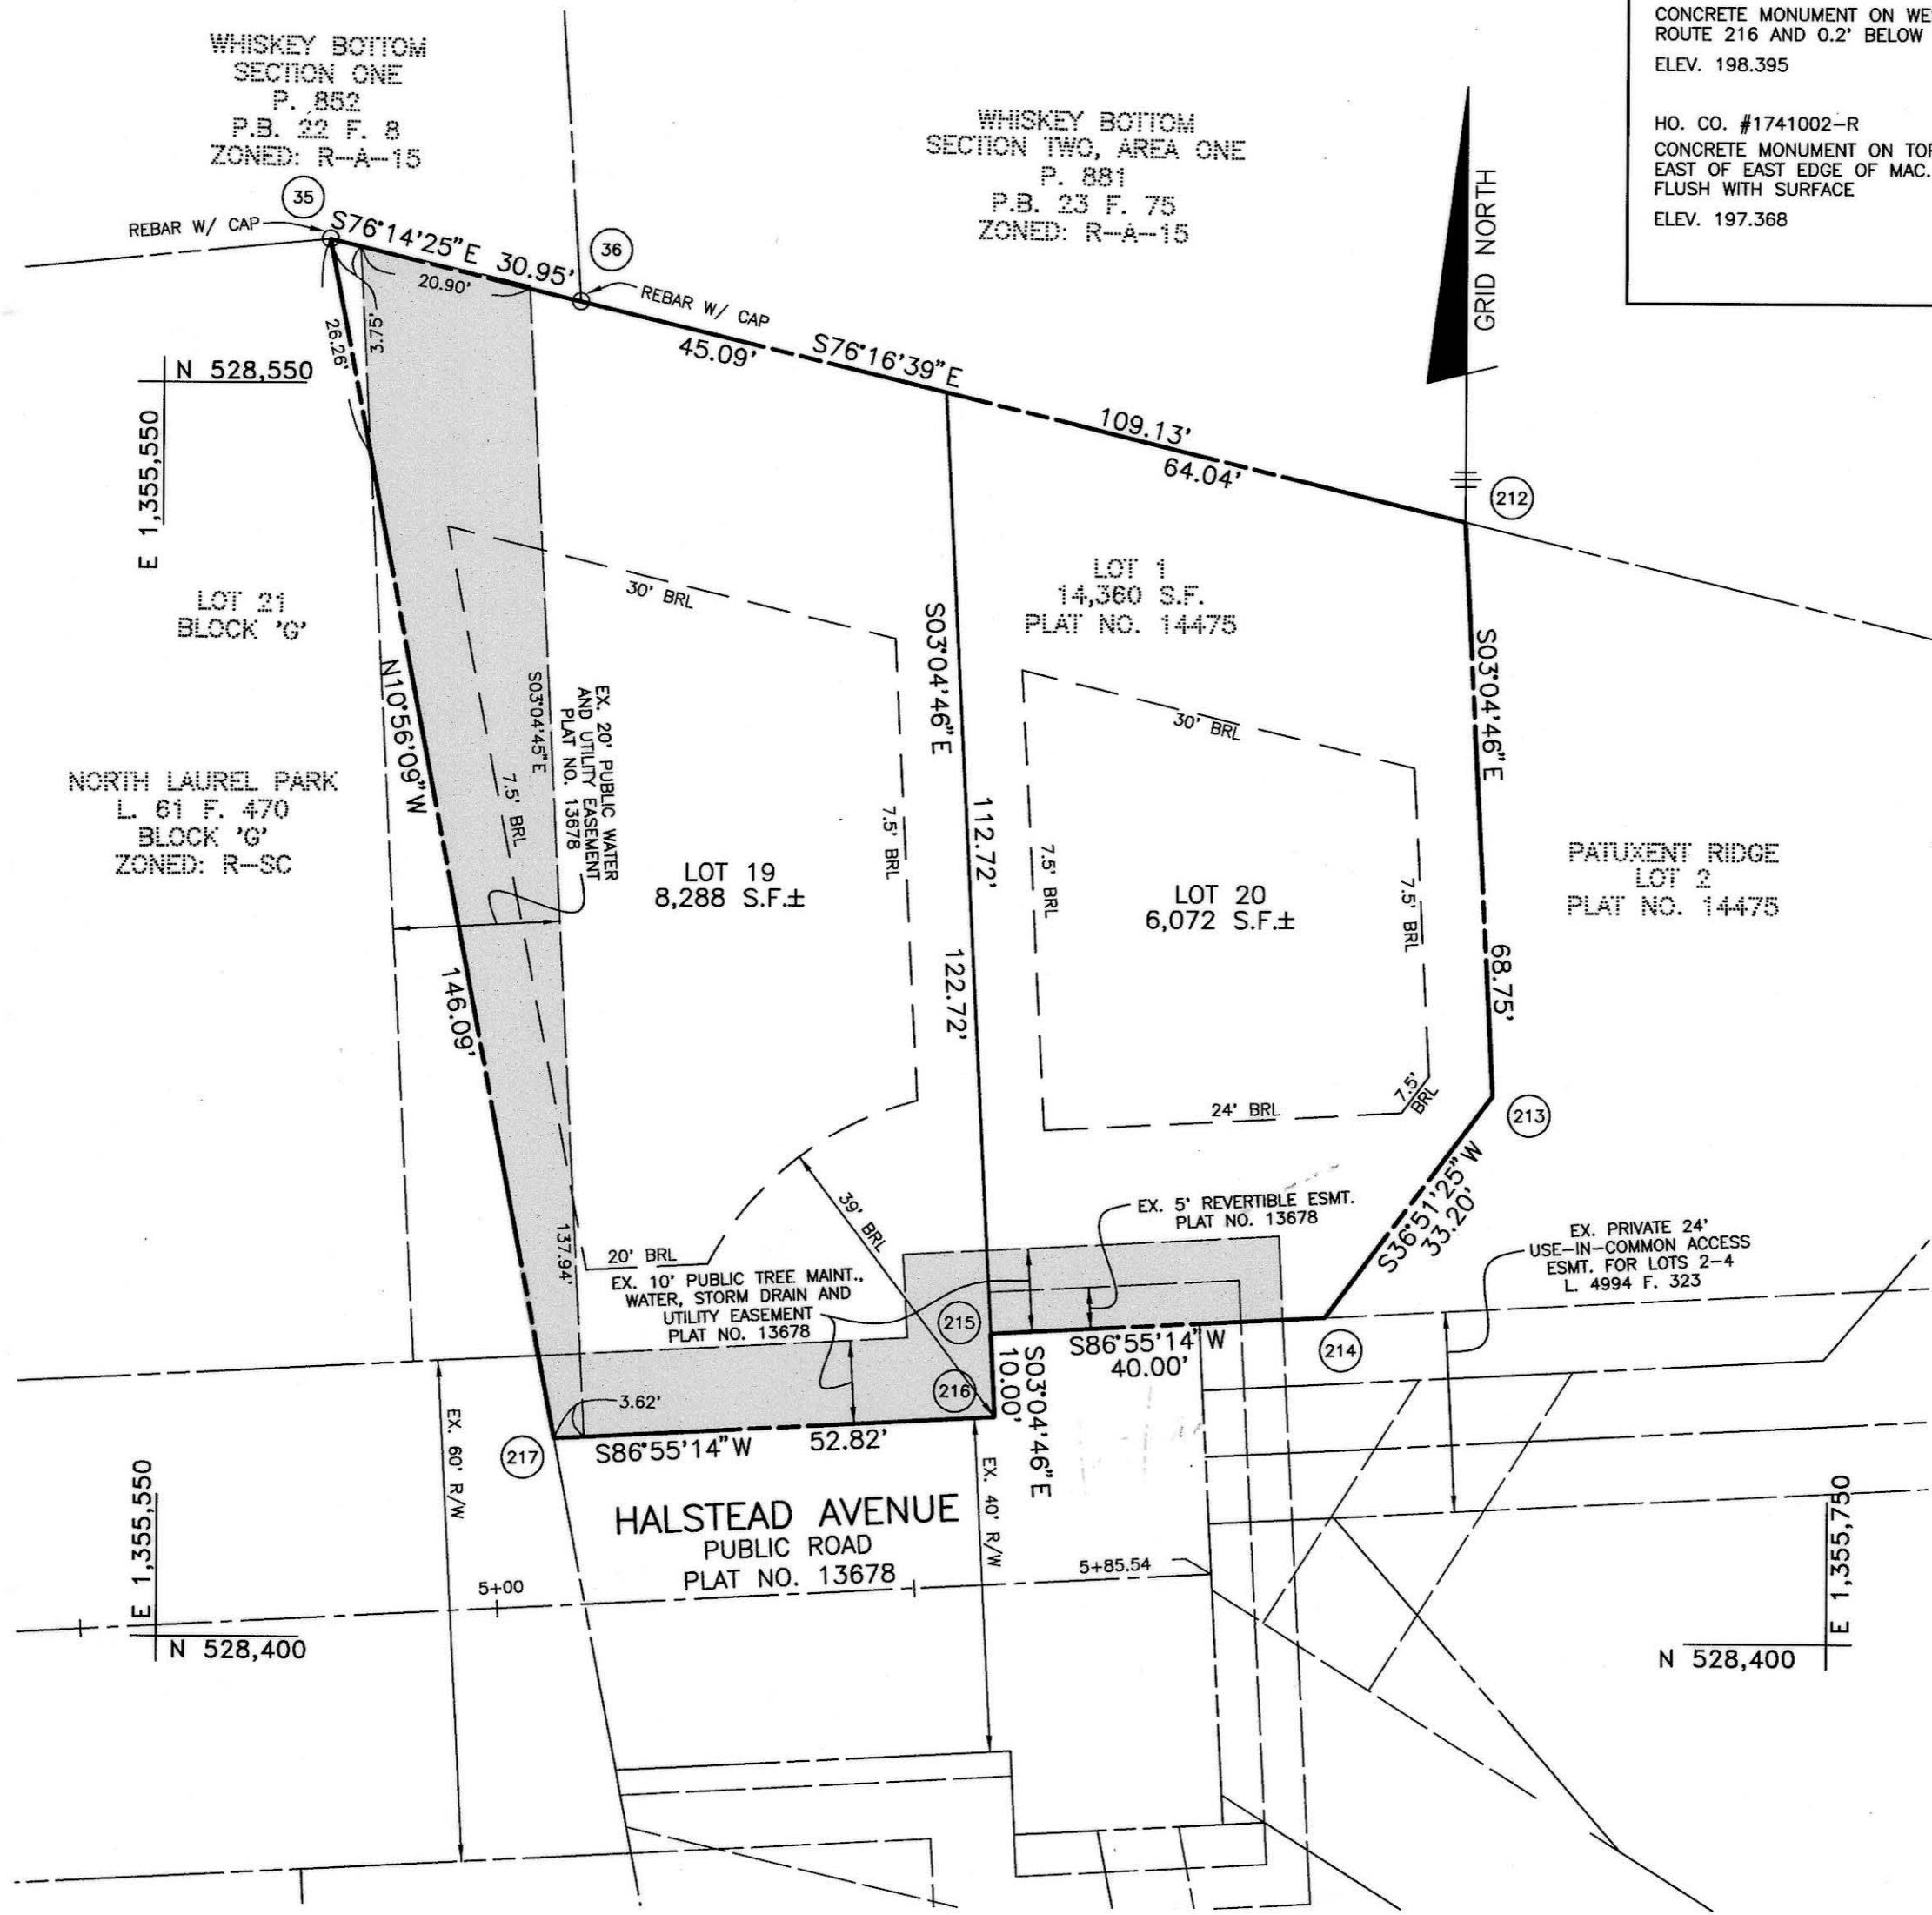 CONCRETE MONUMENT ON WE
ROUTE 216 AND 0.2' BELOW
ELEV. 198.395
HO. CO. #1741002-R
CONCRETE MONUMENT ON TOP
EAST OF EAST EDGE OF MAC.
FLUSH WITH SURFACE
ELEV. 197.368
WHISKEY BOTTOM
SECTION ONE
P. 852
P.B. 22 F. 8
ZONED: R-A-15
WHISKEY BOTTOM
SECTION TWO, AREA ONE
P. 881
P.B. 23 F. 75
ZONED: R-A-15
GRID NORTH
35
REBAR W/ CAP
S76°14'25"E 30.95'
36
REBAR W/ CAP
20.90'
3.75'
26.26'
45.09'
S76°16'39"E
109.13'
64.04'
212
N 528,550
E 1,355,550
LOT 21
BLOCK 'G'
30' BRL
LOT 1
14,360 S.F.
PLAT NO. 14475
S03°04'46"E
S03°04'46"E
N10°56'09"W
S03°04'45"E
EX. 20' PUBLIC WATER
AND UTILITY EASEMENT
PLAT NO. 13678
7.5' BRL
30' BRL
NORTH LAUREL PARK
L. 61 F. 470
BLOCK 'G'
ZONED: R-SC
7.5' BRL
112.72'
7.5' BRL
7.5' BRL
LOT 19
8,288 S.F.±
LOT 20
6,072 S.F.±
PATUXENT RIDGE
LOT 2
PLAT NO. 14475
146.09'
122.72'
68.75'
24' BRL
7.5'
BRL
213
39' BRL
S36°51'25"W
33.20'
137.94'
20' BRL
EX. 10' PUBLIC TREE MAINT.,
WATER, STORM DRAIN AND
UTILITY EASEMENT
PLAT NO. 13678
EX. 5' REVERTIBLE ESMT.
PLAT NO. 13678
EX. PRIVATE 24'
USE-IN-COMMON ACCESS
ESMT. FOR LOTS 2-4
L. 4994 F. 323
215
S86°55'14"W
40.00'
214
216
S03°04'46"E
10.00'
3.62'
217
S86°55'14"W 52.82'
EX. 60' R/W
EX. 40' R/W
HALSTEAD AVENUE
PUBLIC ROAD
PLAT NO. 13678
5+00
5+85.54
E 1,355,550
N 528,400
E 1,355,750
N 528,400